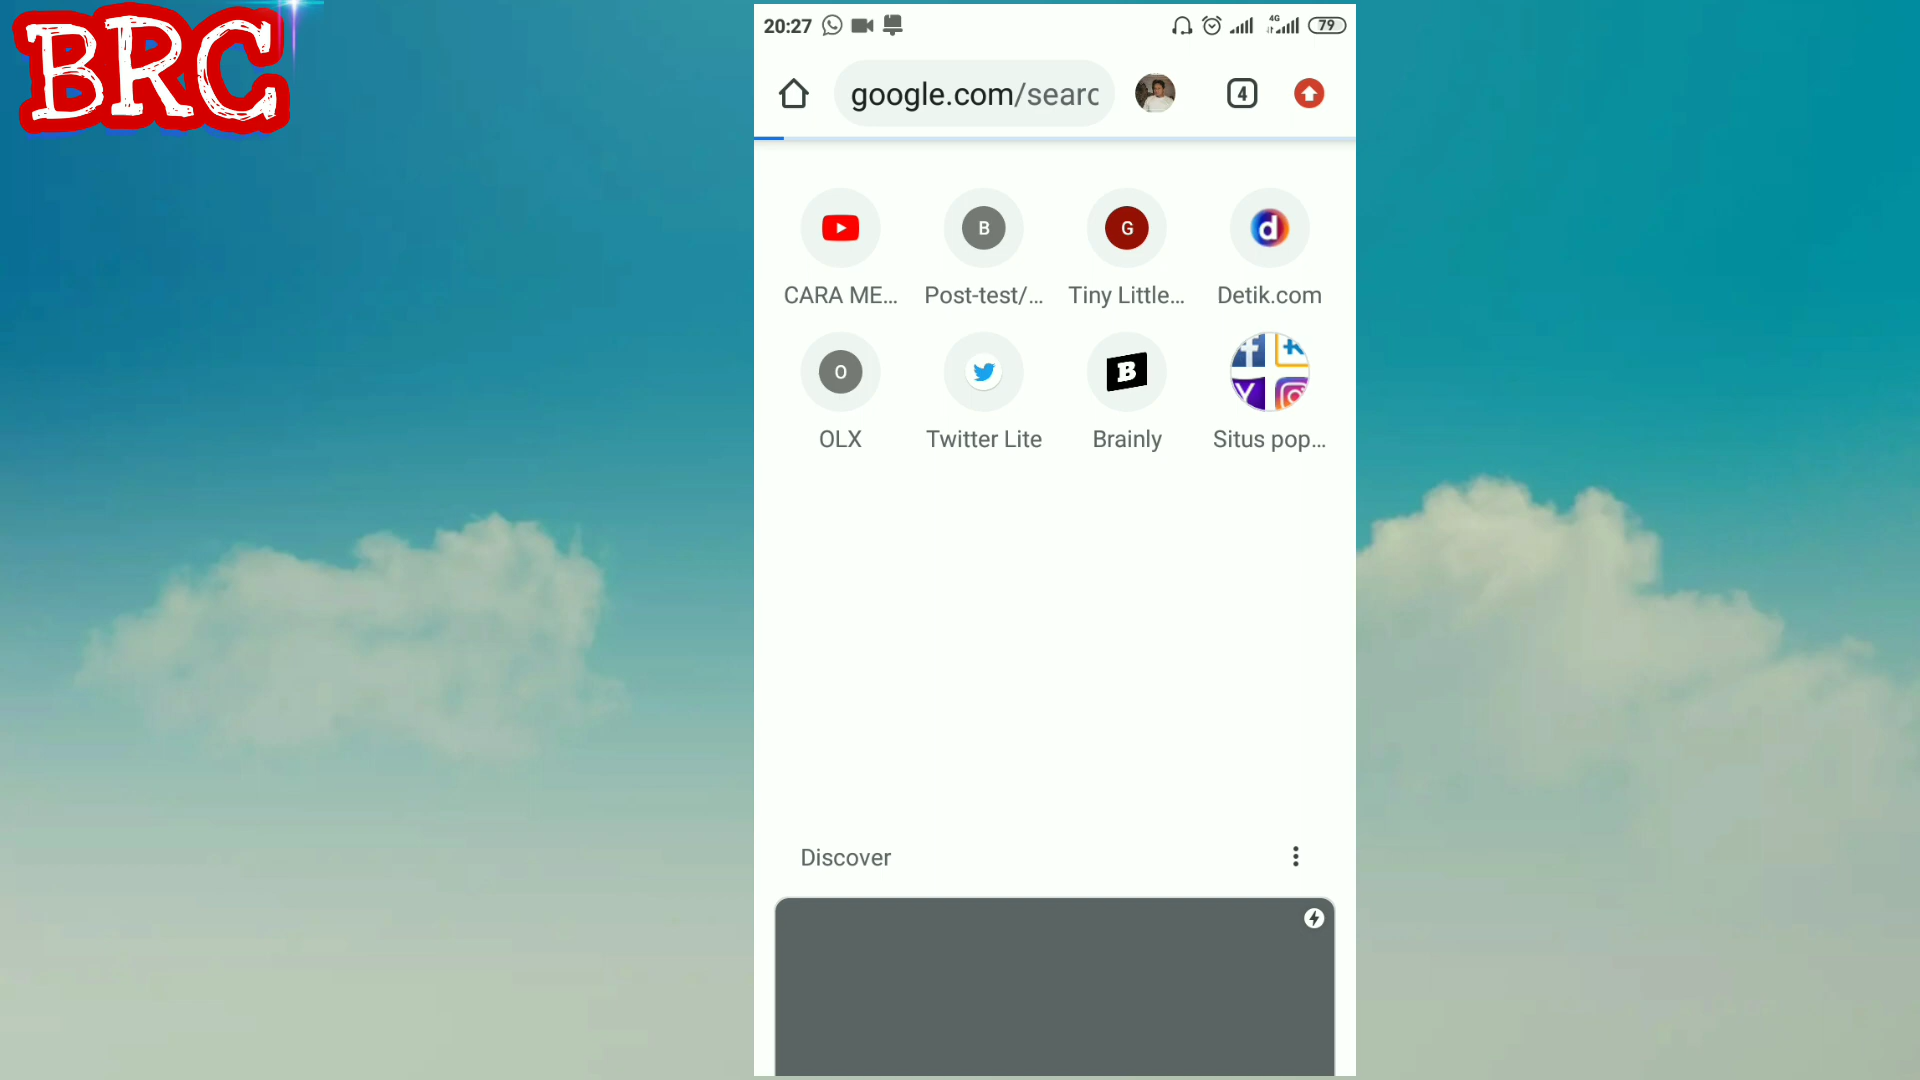 BRC
20:27
4G
79
google.com/searc
4
B
G
d
CARA ME...
Post-test/...
Tiny Little...
Detik.com
O
B
OLX
Twitter Lite
Brainly
Situs pop...
Discover